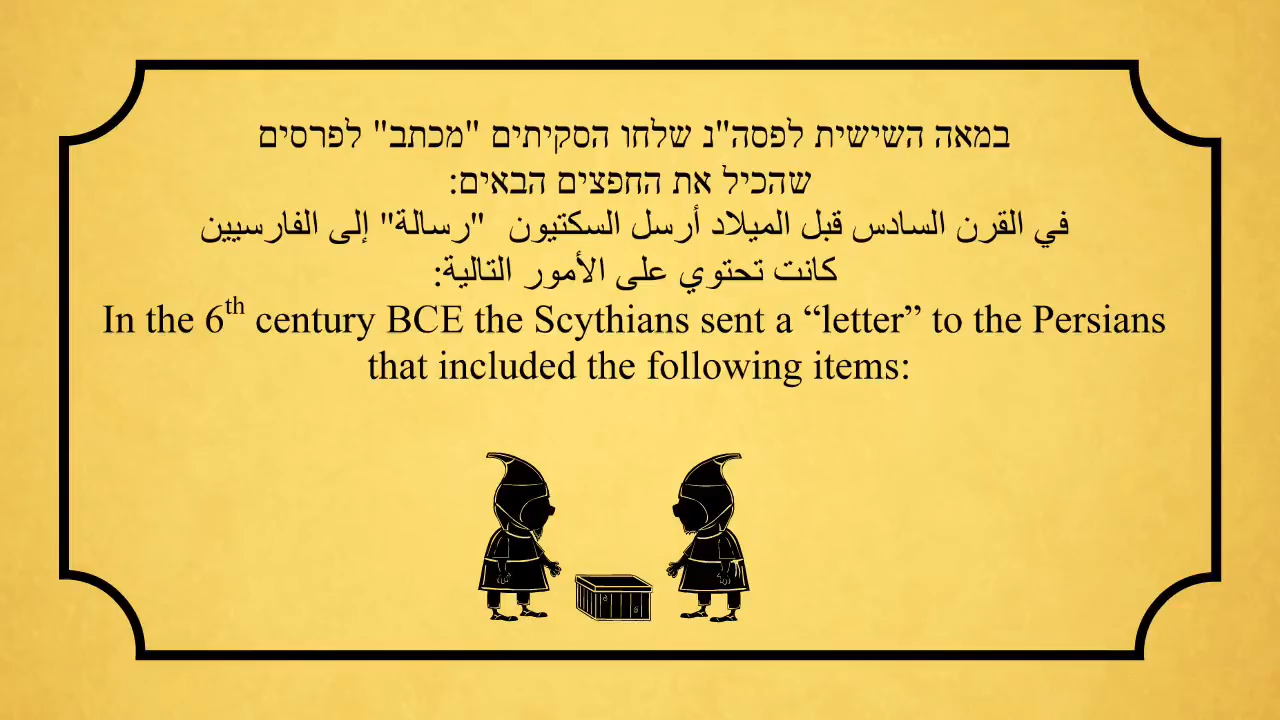 במאה השישית לפסה"נ שלחו הסקיתים "מכתב" לפרסים
שהכיל את החפצים הבאים:
في القرن السادس قبل الميلاد أرسل السكتيون "رسالة" إلى الفارسيين
كانت تحتوي على الأمور التالية:
In the 6th century BCE the Scythians sent a “letter” to the Persians
that included the following items: